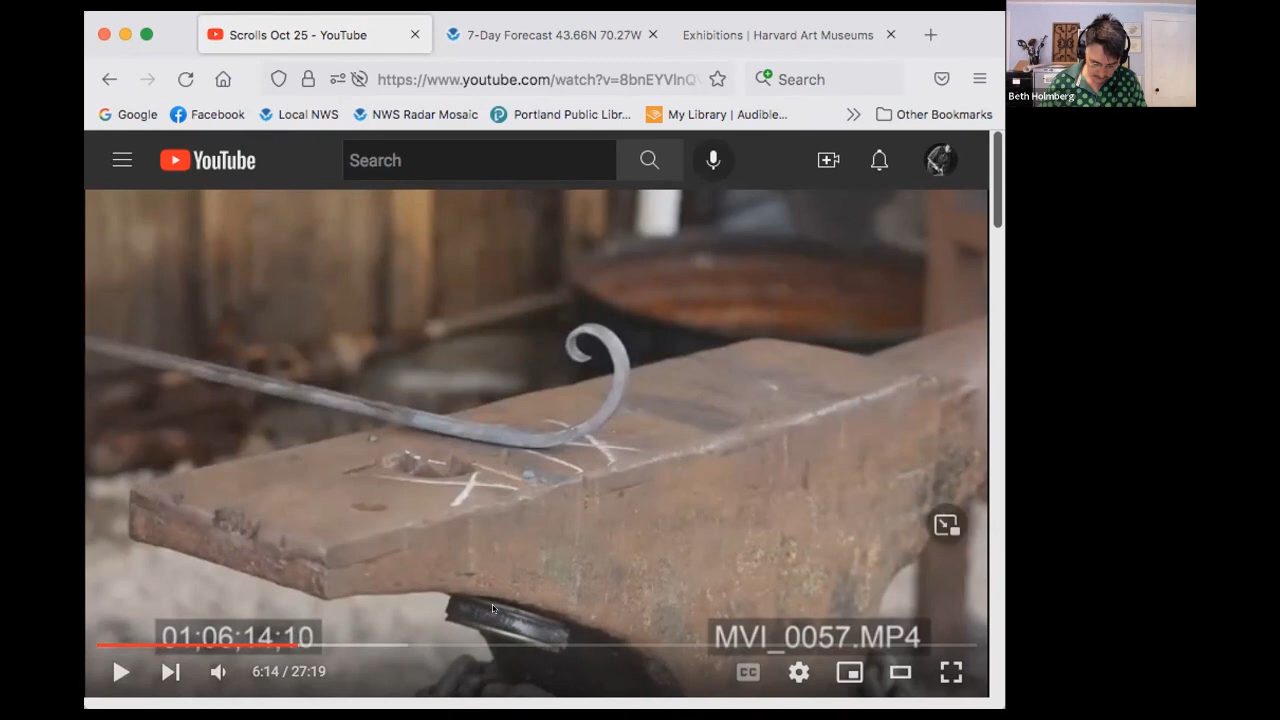 Scrolls Oct 25 - YouTube
7-Day Forecast 43.66N 70.27W
Exhibitions | Harvard Art Museums
https://www.youtube.com/watch?v=8bnEYVlnQ
Search
Google
Facebook
Local NWS
NWS Radar Mosaic
Portland Public Libr...
My Library | Audible...
Other Bookmarks
YouTube
Search
01;06;14;10
MVI_0057.MP4
6:14 / 27:19
CC
Beth Holmberg